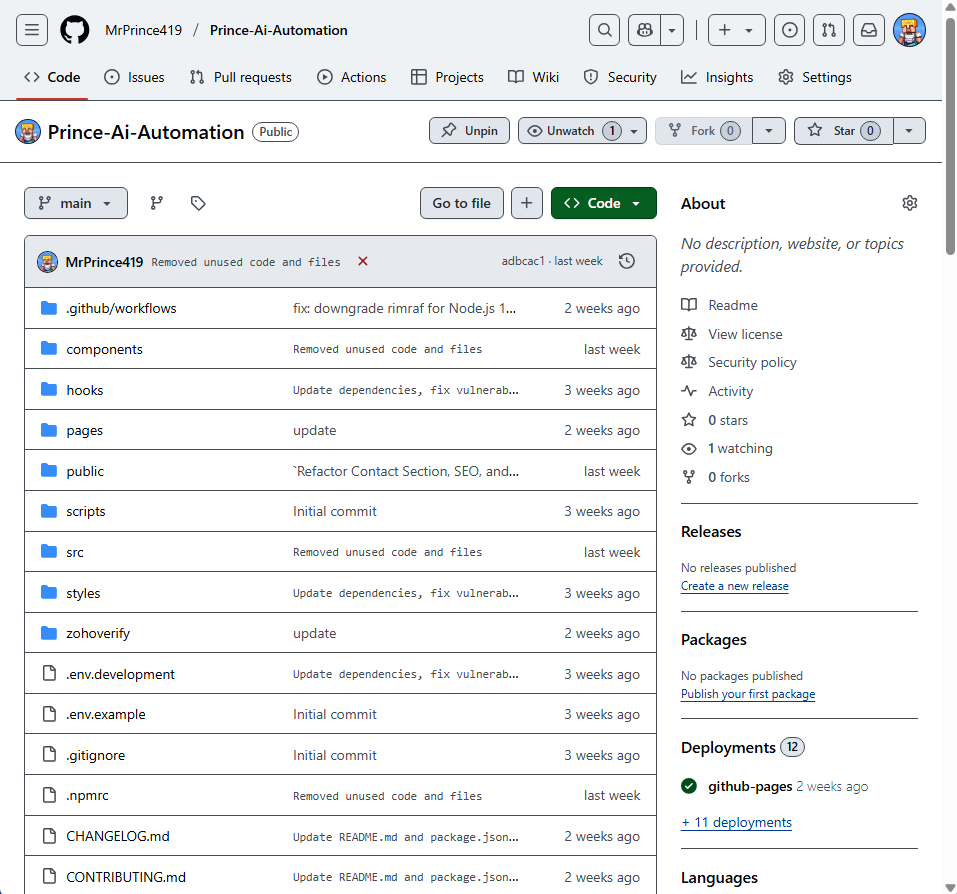 MrPrince419 / Prince-Ai-Automation
Code Issues Pull requests Actions Projects Wiki Security Insights Settings
Prince-Ai-Automation Public Unpin Unwatch 1 Fork 0 Star 0
main Go to file + Code
MrPrince419 Removed unused code and files adbcac1 · last week
.github/workflows fix: downgrade rimraf for Node.js 1... 2 weeks ago
components Removed unused code and files last week
hooks Update dependencies, fix vulnerab... 3 weeks ago
pages update 2 weeks ago
public `Refactor Contact Section, SEO, and... last week
scripts Initial commit 3 weeks ago
src Removed unused code and files last week
styles Update dependencies, fix vulnerab... 3 weeks ago
zohoverify update 2 weeks ago
.env.development Update dependencies, fix vulnerab... 3 weeks ago
.env.example Initial commit 3 weeks ago
.gitignore Initial commit 3 weeks ago
.npmrc Removed unused code and files last week
CHANGELOG.md Update README.md and package.json... 2 weeks ago
CONTRIBUTING.md Update README.md and package.json... 2 weeks ago
About
No description, website, or topics
provided.
Readme
View license
Security policy
Activity
0 stars
1 watching
0 forks
Releases
No releases published
Create a new release
Packages
No packages published
Publish your first package
Deployments 12
github-pages 2 weeks ago
+ 11 deployments
Languages